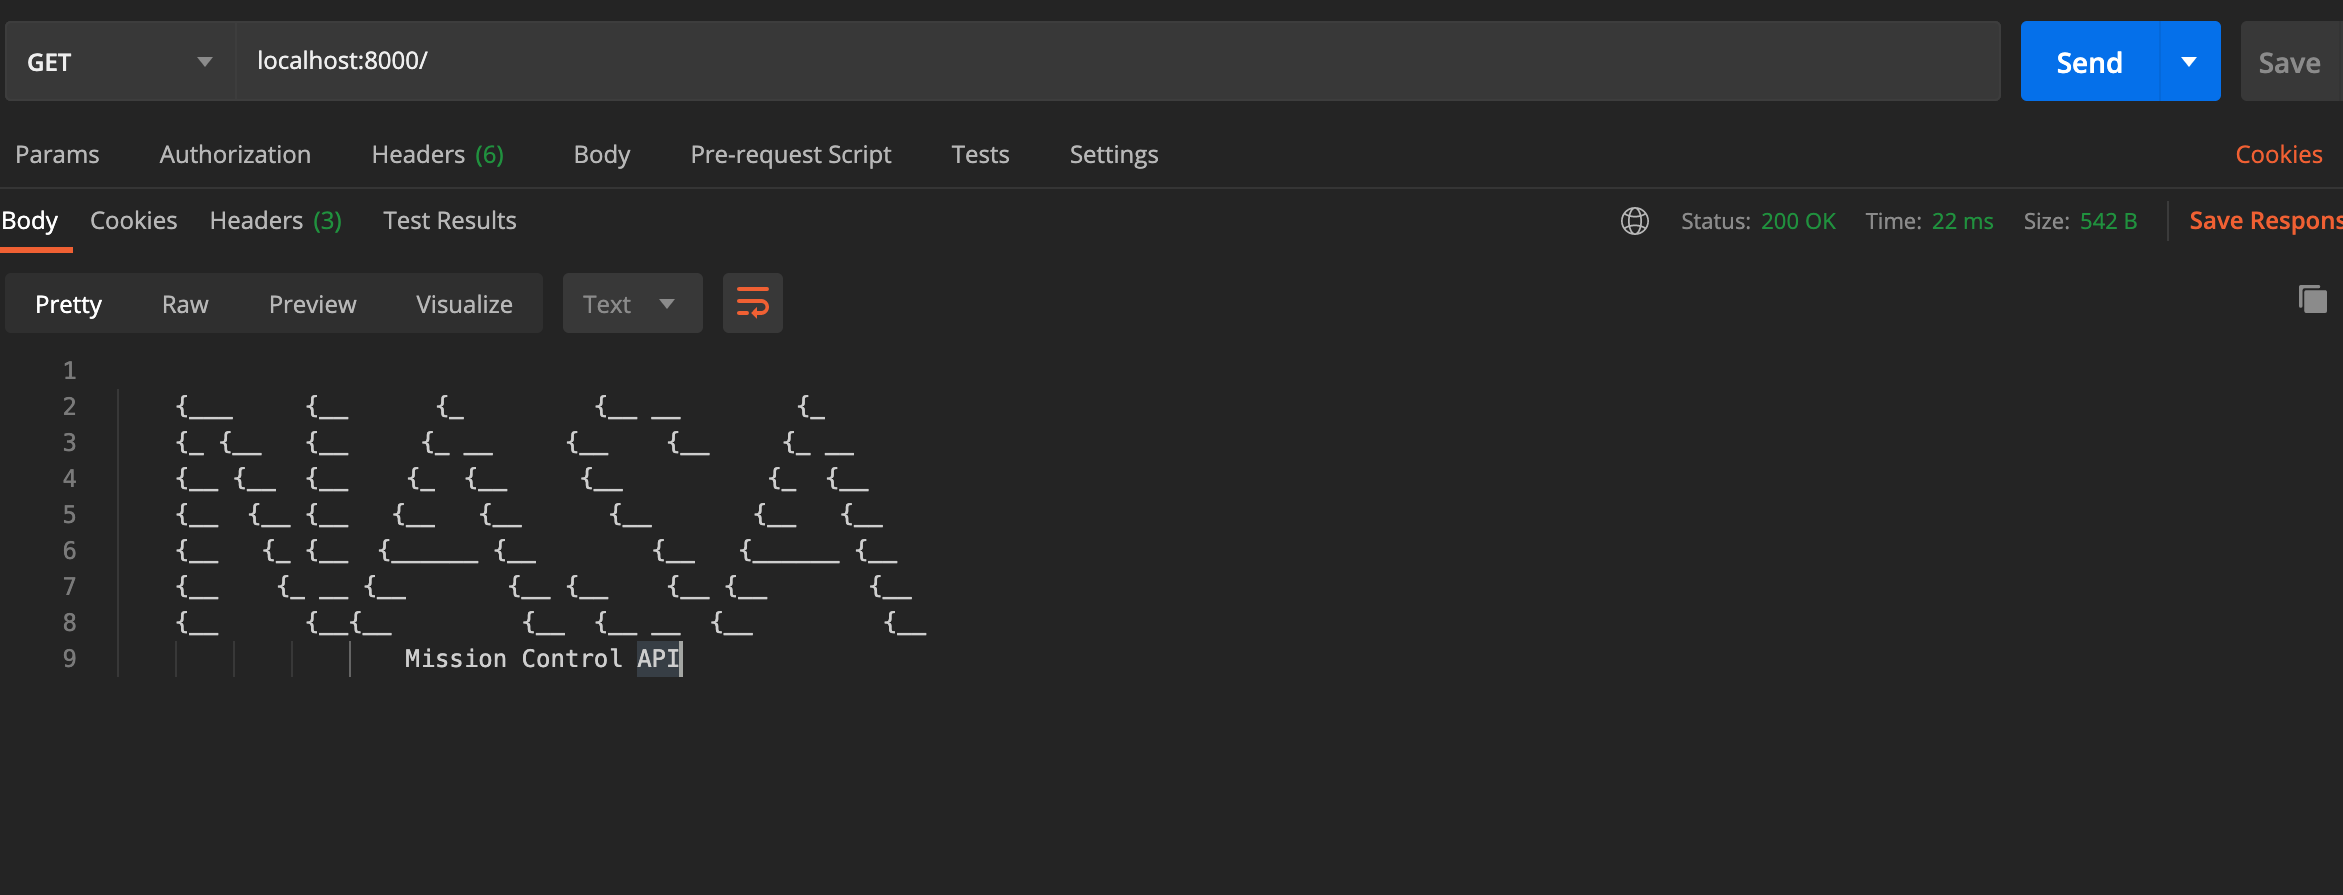 GET localhost:8000/ Send Save
Params Authorization Headers (6) Body Pre-request Script Tests Settings Cookies
Body Cookies Headers (3) Test Results Status: 200 OK Time: 22 ms Size: 542 B Save Respons
Pretty Raw Preview Visualize Text
1
2     {___     {__      {_         {__ __        {_
3     {_ {__   {__     {_ __     {__    {__     {_ __
4     {__ {__  {__    {_  {__     {__          {_  {__
5     {__  {__ {__   {__   {__      {__       {__   {__
6     {__   {_ {__  {______ {__        {__   {______ {__
7     {__    {_ __ {__       {__ {__    {__ {__       {__
8     {__      {__{__         {__  {__ __  {__         {__
9                     Mission Control API